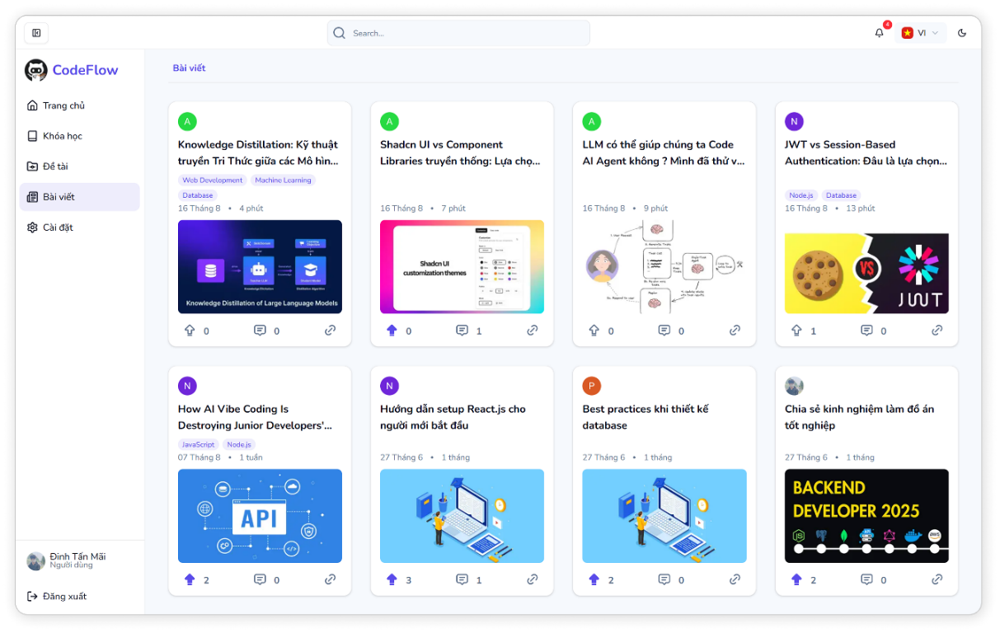 Search...
4
VI
CodeFlow
Trang chủ
Khóa học
Đề tài
Bài viết
Cài đặt
Đinh Tấn Mãi
Người dùng
Đăng xuất
Bài viết
A
Knowledge Distillation: Kỹ thuật
truyền Tri Thức giữa các Mô hìn...
Web Development Machine Learning
Database
16 Tháng 8 • 4 phút
Knowledge Distillation of Large Language Models
0 0
A
Shadcn UI vs Component
Libraries truyền thống: Lựa chọ...
16 Tháng 8 • 7 phút
Shadcn UI
customization themes
0 1
A
LLM có thể giúp chúng ta Code
AI Agent không ? Mình đã thử v...
16 Tháng 8 • 9 phút
0 0
N
JWT vs Session-Based
Authentication: Đâu là lựa chọn...
Node.js Database
16 Tháng 8 • 13 phút
VS
JWT
1 0
N
How AI Vibe Coding Is
Destroying Junior Developers'...
JavaScript Node.js
07 Tháng 8 • 1 tuần
API
2 0
N
Hướng dẫn setup React.js cho
người mới bắt đầu
27 Tháng 6 • 1 tháng
3 1
P
Best practices khi thiết kế
database
27 Tháng 6 • 1 tháng
2 0
Chia sẻ kinh nghiệm làm đồ án
tốt nghiệp
27 Tháng 6 • 1 tháng
BACKEND
DEVELOPER 2025
aws
2 0